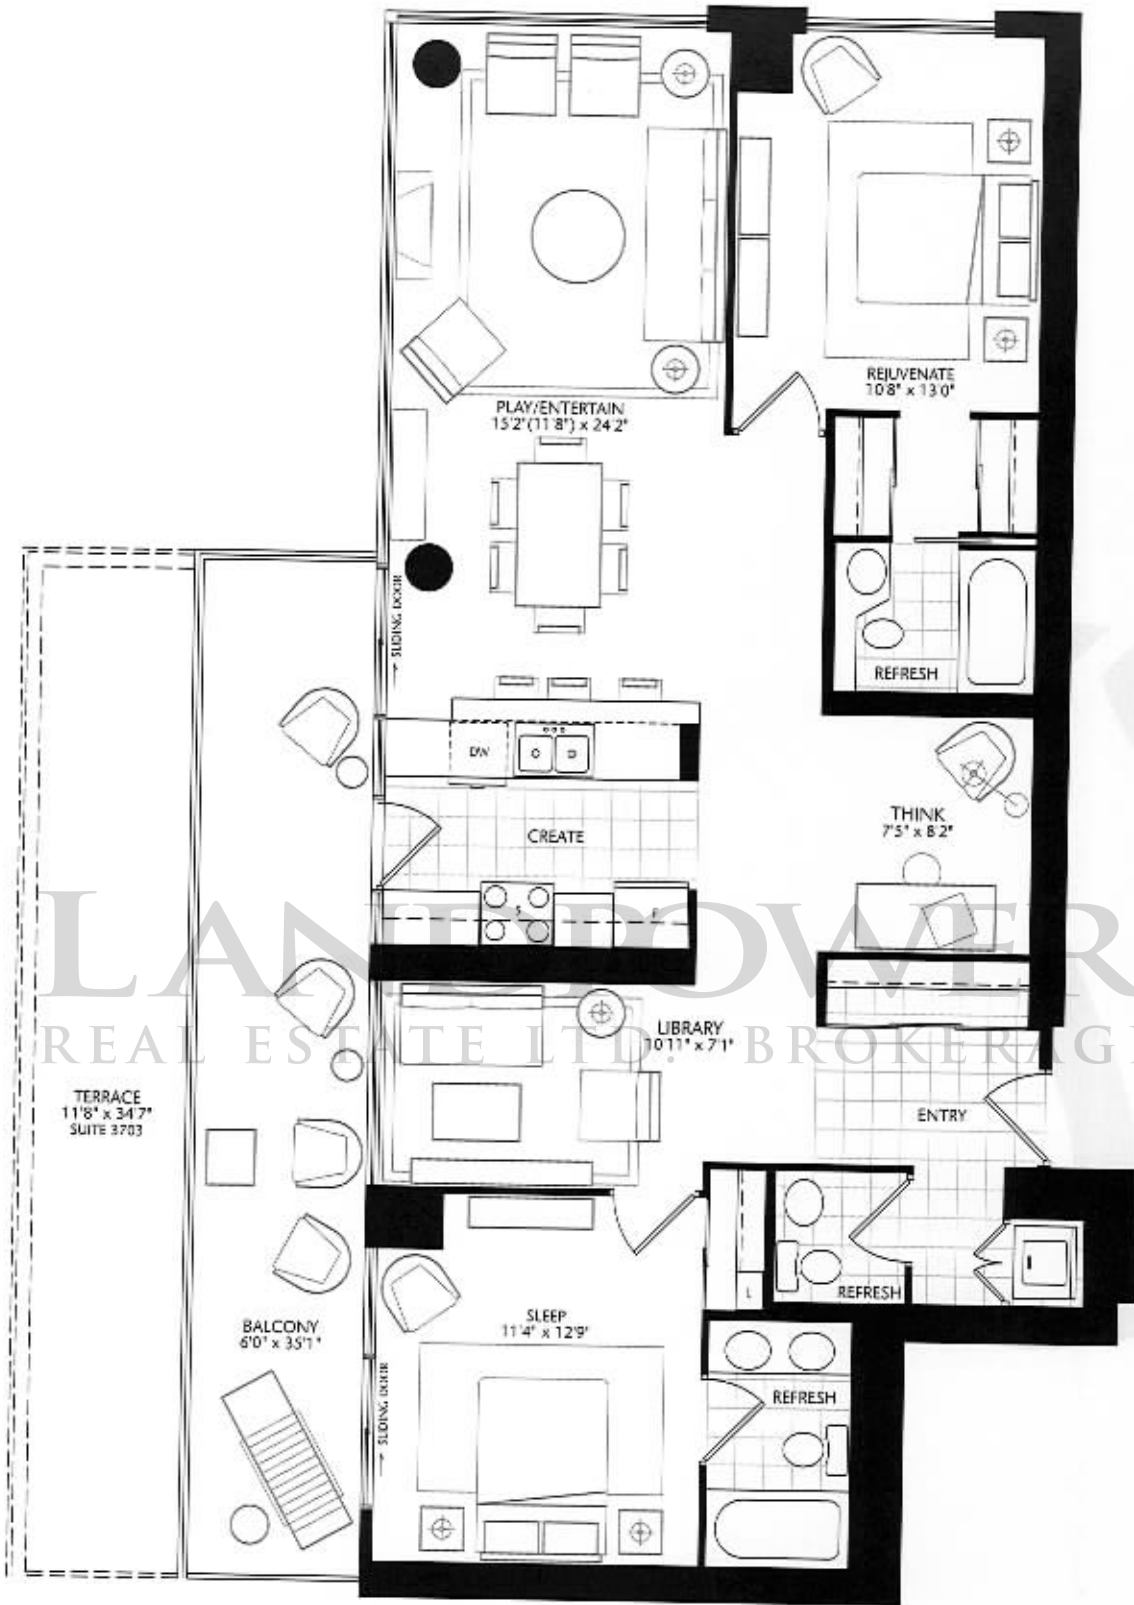 REJUVENATE
10'8" x 13'0"
PLAY/ENTERTAIN
15'2"(11'8") x 24'2"
SLIDING DOOR
REFRESH
DW
CREATE
THINK
7'5" x 8'2"
LANDPOWER
REAL ESTATE LTD. BROKERAGE
LIBRARY
10'11" x 7'1"
TERRACE
11'8" x 34'7"
SUITE 3703
ENTRY
REFRESH
L
BALCONY
6'0" x 35'1"
SLEEP
11'4" x 12'9"
SLIDING DOOR
REFRESH